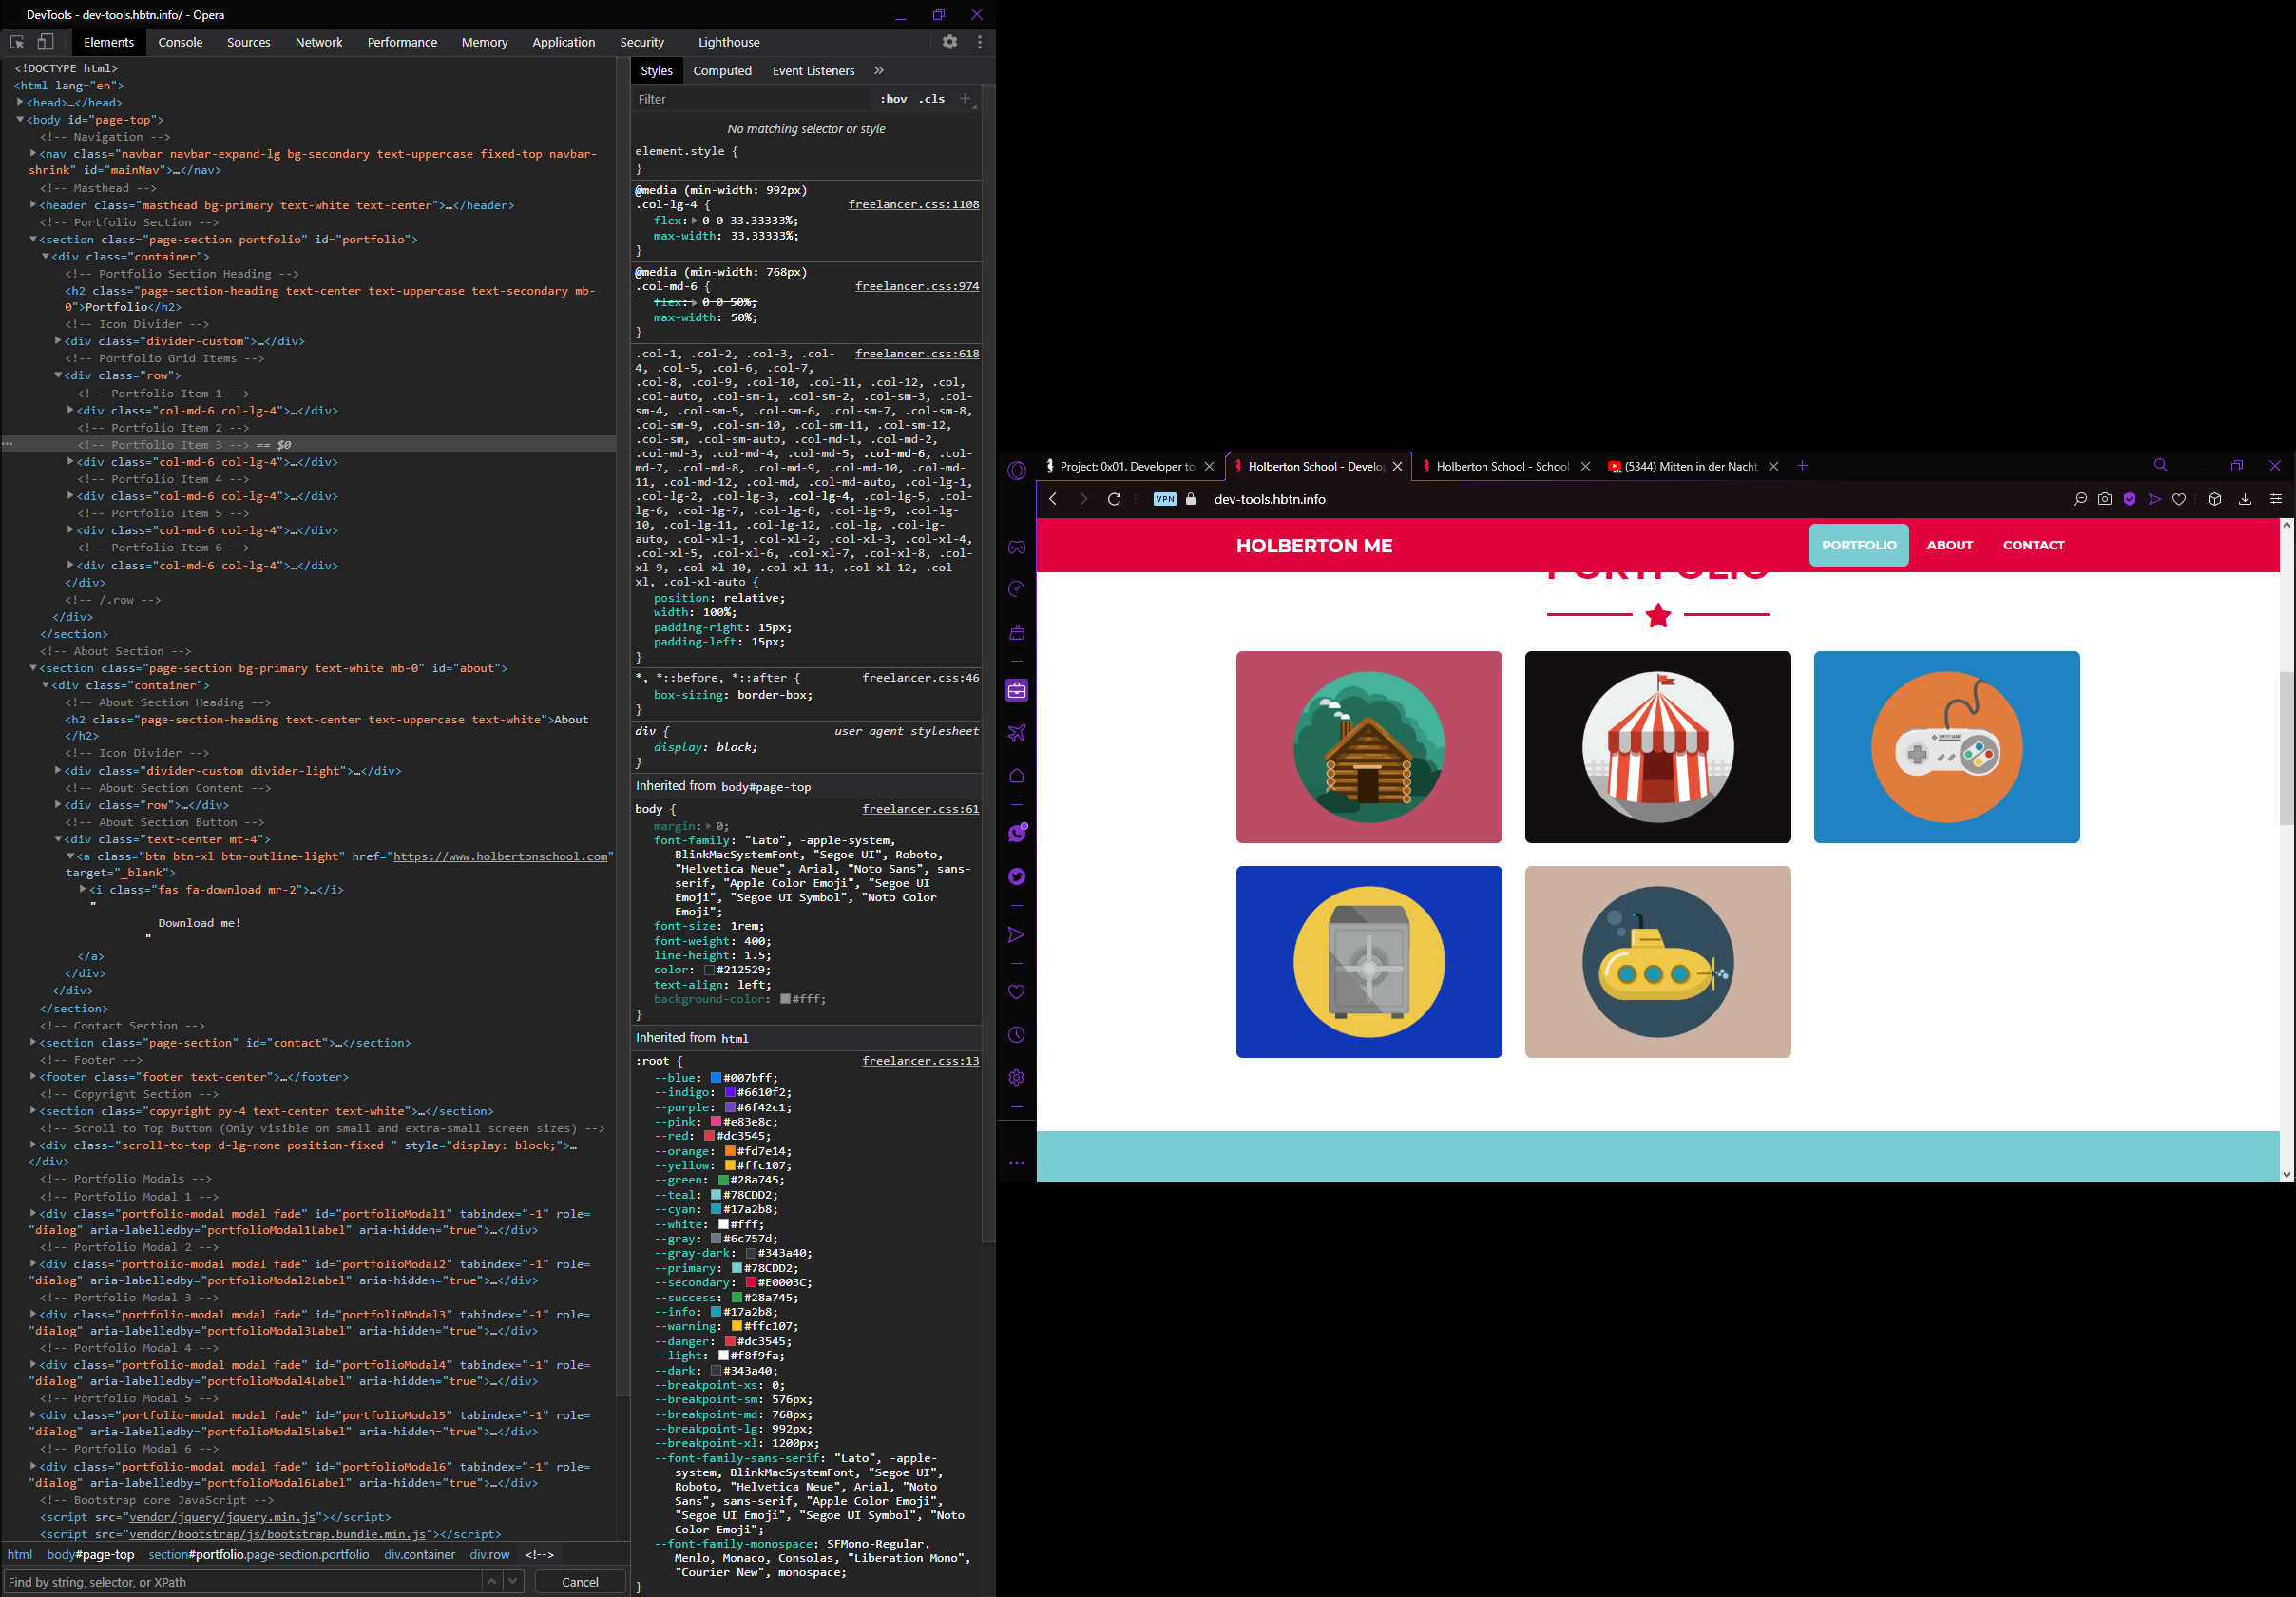 DevTools - dev-tools.hbtn.info/ - Opera
Elements Console Sources Network Performance Memory Application Security Lighthouse
<!DOCTYPE html>
<html lang="en">
<head>…</head>
<body id="page-top">
<!-- Navigation -->
<nav class="navbar navbar-expand-lg bg-secondary text-uppercase fixed-top navbar-
shrink" id="mainNav">…</nav>
<!-- Masthead -->
<header class="masthead bg-primary text-white text-center">…</header>
<!-- Portfolio Section -->
<section class="page-section portfolio" id="portfolio">
<div class="container">
<!-- Portfolio Section Heading -->
<h2 class="page-section-heading text-center text-uppercase text-secondary mb-
0">Portfolio</h2>
<!-- Icon Divider -->
<div class="divider-custom">…</div>
<!-- Portfolio Grid Items -->
<div class="row">
<!-- Portfolio Item 1 -->
<div class="col-md-6 col-lg-4">…</div>
<!-- Portfolio Item 2 -->
<!-- Portfolio Item 3 --> == $0
<div class="col-md-6 col-lg-4">…</div>
<!-- Portfolio Item 4 -->
<div class="col-md-6 col-lg-4">…</div>
<!-- Portfolio Item 5 -->
<div class="col-md-6 col-lg-4">…</div>
<!-- Portfolio Item 6 -->
<div class="col-md-6 col-lg-4">…</div>
</div>
<!-- /.row -->
</div>
</section>
<!-- About Section -->
<section class="page-section bg-primary text-white mb-0" id="about">
<div class="container">
<!-- About Section Heading -->
<h2 class="page-section-heading text-center text-uppercase text-white">About
</h2>
<!-- Icon Divider -->
<div class="divider-custom divider-light">…</div>
<!-- About Section Content -->
<div class="row">…</div>
<!-- About Section Button -->
<div class="text-center mt-4">
<a class="btn btn-xl btn-outline-light" href="https://www.holbertonschool.com"
target="_blank">
<i class="fas fa-download mr-2">…</i>
"
Download me!
"
</a>
</div>
</div>
</section>
<!-- Contact Section -->
<section class="page-section" id="contact">…</section>
<!-- Footer -->
<footer class="footer text-center">…</footer>
<!-- Copyright Section -->
<section class="copyright py-4 text-center text-white">…</section>
<!-- Scroll to Top Button (Only visible on small and extra-small screen sizes) -->
<div class="scroll-to-top d-lg-none position-fixed " style="display: block;">…
</div>
<!-- Portfolio Modals -->
<!-- Portfolio Modal 1 -->
<div class="portfolio-modal modal fade" id="portfolioModal1" tabindex="-1" role=
"dialog" aria-labelledby="portfolioModal1Label" aria-hidden="true">…</div>
<!-- Portfolio Modal 2 -->
<div class="portfolio-modal modal fade" id="portfolioModal2" tabindex="-1" role=
"dialog" aria-labelledby="portfolioModal2Label" aria-hidden="true">…</div>
<!-- Portfolio Modal 3 -->
<div class="portfolio-modal modal fade" id="portfolioModal3" tabindex="-1" role=
"dialog" aria-labelledby="portfolioModal3Label" aria-hidden="true">…</div>
<!-- Portfolio Modal 4 -->
<div class="portfolio-modal modal fade" id="portfolioModal4" tabindex="-1" role=
"dialog" aria-labelledby="portfolioModal4Label" aria-hidden="true">…</div>
<!-- Portfolio Modal 5 -->
<div class="portfolio-modal modal fade" id="portfolioModal5" tabindex="-1" role=
"dialog" aria-labelledby="portfolioModal5Label" aria-hidden="true">…</div>
<!-- Portfolio Modal 6 -->
<div class="portfolio-modal modal fade" id="portfolioModal6" tabindex="-1" role=
"dialog" aria-labelledby="portfolioModal6Label" aria-hidden="true">…</div>
<!-- Bootstrap core JavaScript -->
<script src="vendor/jquery/jquery.min.js"></script>
<script src="vendor/bootstrap/js/bootstrap.bundle.min.js"></script>
html body#page-top section#portfolio.page-section.portfolio div.container div.row <!-->
Find by string, selector, or XPath Cancel
Styles Computed Event Listeners »
Filter :hov .cls
No matching selector or style
element.style {
}
@media (min-width: 992px)
.col-lg-4 { freelancer.css:1108
flex: 0 0 33.33333%;
max-width: 33.33333%;
}
@media (min-width: 768px)
.col-md-6 { freelancer.css:974
flex: 0 0 50%;
max-width: 50%;
}
.col-1, .col-2, .col-3, .col- freelancer.css:618
4, .col-5, .col-6, .col-7,
.col-8, .col-9, .col-10, .col-11, .col-12, .col,
.col-auto, .col-sm-1, .col-sm-2, .col-sm-3, .col-
sm-4, .col-sm-5, .col-sm-6, .col-sm-7, .col-sm-8,
.col-sm-9, .col-sm-10, .col-sm-11, .col-sm-12,
.col-sm, .col-sm-auto, .col-md-1, .col-md-2,
.col-md-3, .col-md-4, .col-md-5, .col-md-6, .col-
md-7, .col-md-8, .col-md-9, .col-md-10, .col-md-
11, .col-md-12, .col-md, .col-md-auto, .col-lg-1,
.col-lg-2, .col-lg-3, .col-lg-4, .col-lg-5, .col-
lg-6, .col-lg-7, .col-lg-8, .col-lg-9, .col-lg-
10, .col-lg-11, .col-lg-12, .col-lg, .col-lg-
auto, .col-xl-1, .col-xl-2, .col-xl-3, .col-xl-4,
.col-xl-5, .col-xl-6, .col-xl-7, .col-xl-8, .col-
xl-9, .col-xl-10, .col-xl-11, .col-xl-12, .col-
xl, .col-xl-auto {
position: relative;
width: 100%;
padding-right: 15px;
padding-left: 15px;
}
*, *::before, *::after { freelancer.css:46
box-sizing: border-box;
}
div { user agent stylesheet
display: block;
}
Inherited from body#page-top
body { freelancer.css:61
margin: 0;
font-family: "Lato", -apple-system,
BlinkMacSystemFont, "Segoe UI", Roboto,
"Helvetica Neue", Arial, "Noto Sans", sans-
serif, "Apple Color Emoji", "Segoe UI
Emoji", "Segoe UI Symbol", "Noto Color
Emoji";
font-size: 1rem;
font-weight: 400;
line-height: 1.5;
color: #212529;
text-align: left;
background-color: #fff;
}
Inherited from html
:root { freelancer.css:13
--blue: #007bff;
--indigo: #6610f2;
--purple: #6f42c1;
--pink: #e83e8c;
--red: #dc3545;
--orange: #fd7e14;
--yellow: #ffc107;
--green: #28a745;
--teal: #78CDD2;
--cyan: #17a2b8;
--white: #fff;
--gray: #6c757d;
--gray-dark: #343a40;
--primary: #78CDD2;
--secondary: #E0003C;
--success: #28a745;
--info: #17a2b8;
--warning: #ffc107;
--danger: #dc3545;
--light: #f8f9fa;
--dark: #343a40;
--breakpoint-xs: 0;
--breakpoint-sm: 576px;
--breakpoint-md: 768px;
--breakpoint-lg: 992px;
--breakpoint-xl: 1200px;
--font-family-sans-serif: "Lato", -apple-
system, BlinkMacSystemFont, "Segoe UI",
Roboto, "Helvetica Neue", Arial, "Noto
Sans", sans-serif, "Apple Color Emoji",
"Segoe UI Emoji", "Segoe UI Symbol", "Noto
Color Emoji";
--font-family-monospace: SFMono-Regular,
Menlo, Monaco, Consolas, "Liberation Mono",
"Courier New", monospace;
}
Project: 0x01. Developer to Holberton School - Develo Holberton School - School (5344) Mitten in der Nacht
VPN dev-tools.hbtn.info
HOLBERTON ME PORTFOLIO ABOUT CONTACT
PORTFOLIO
SUPER GAME